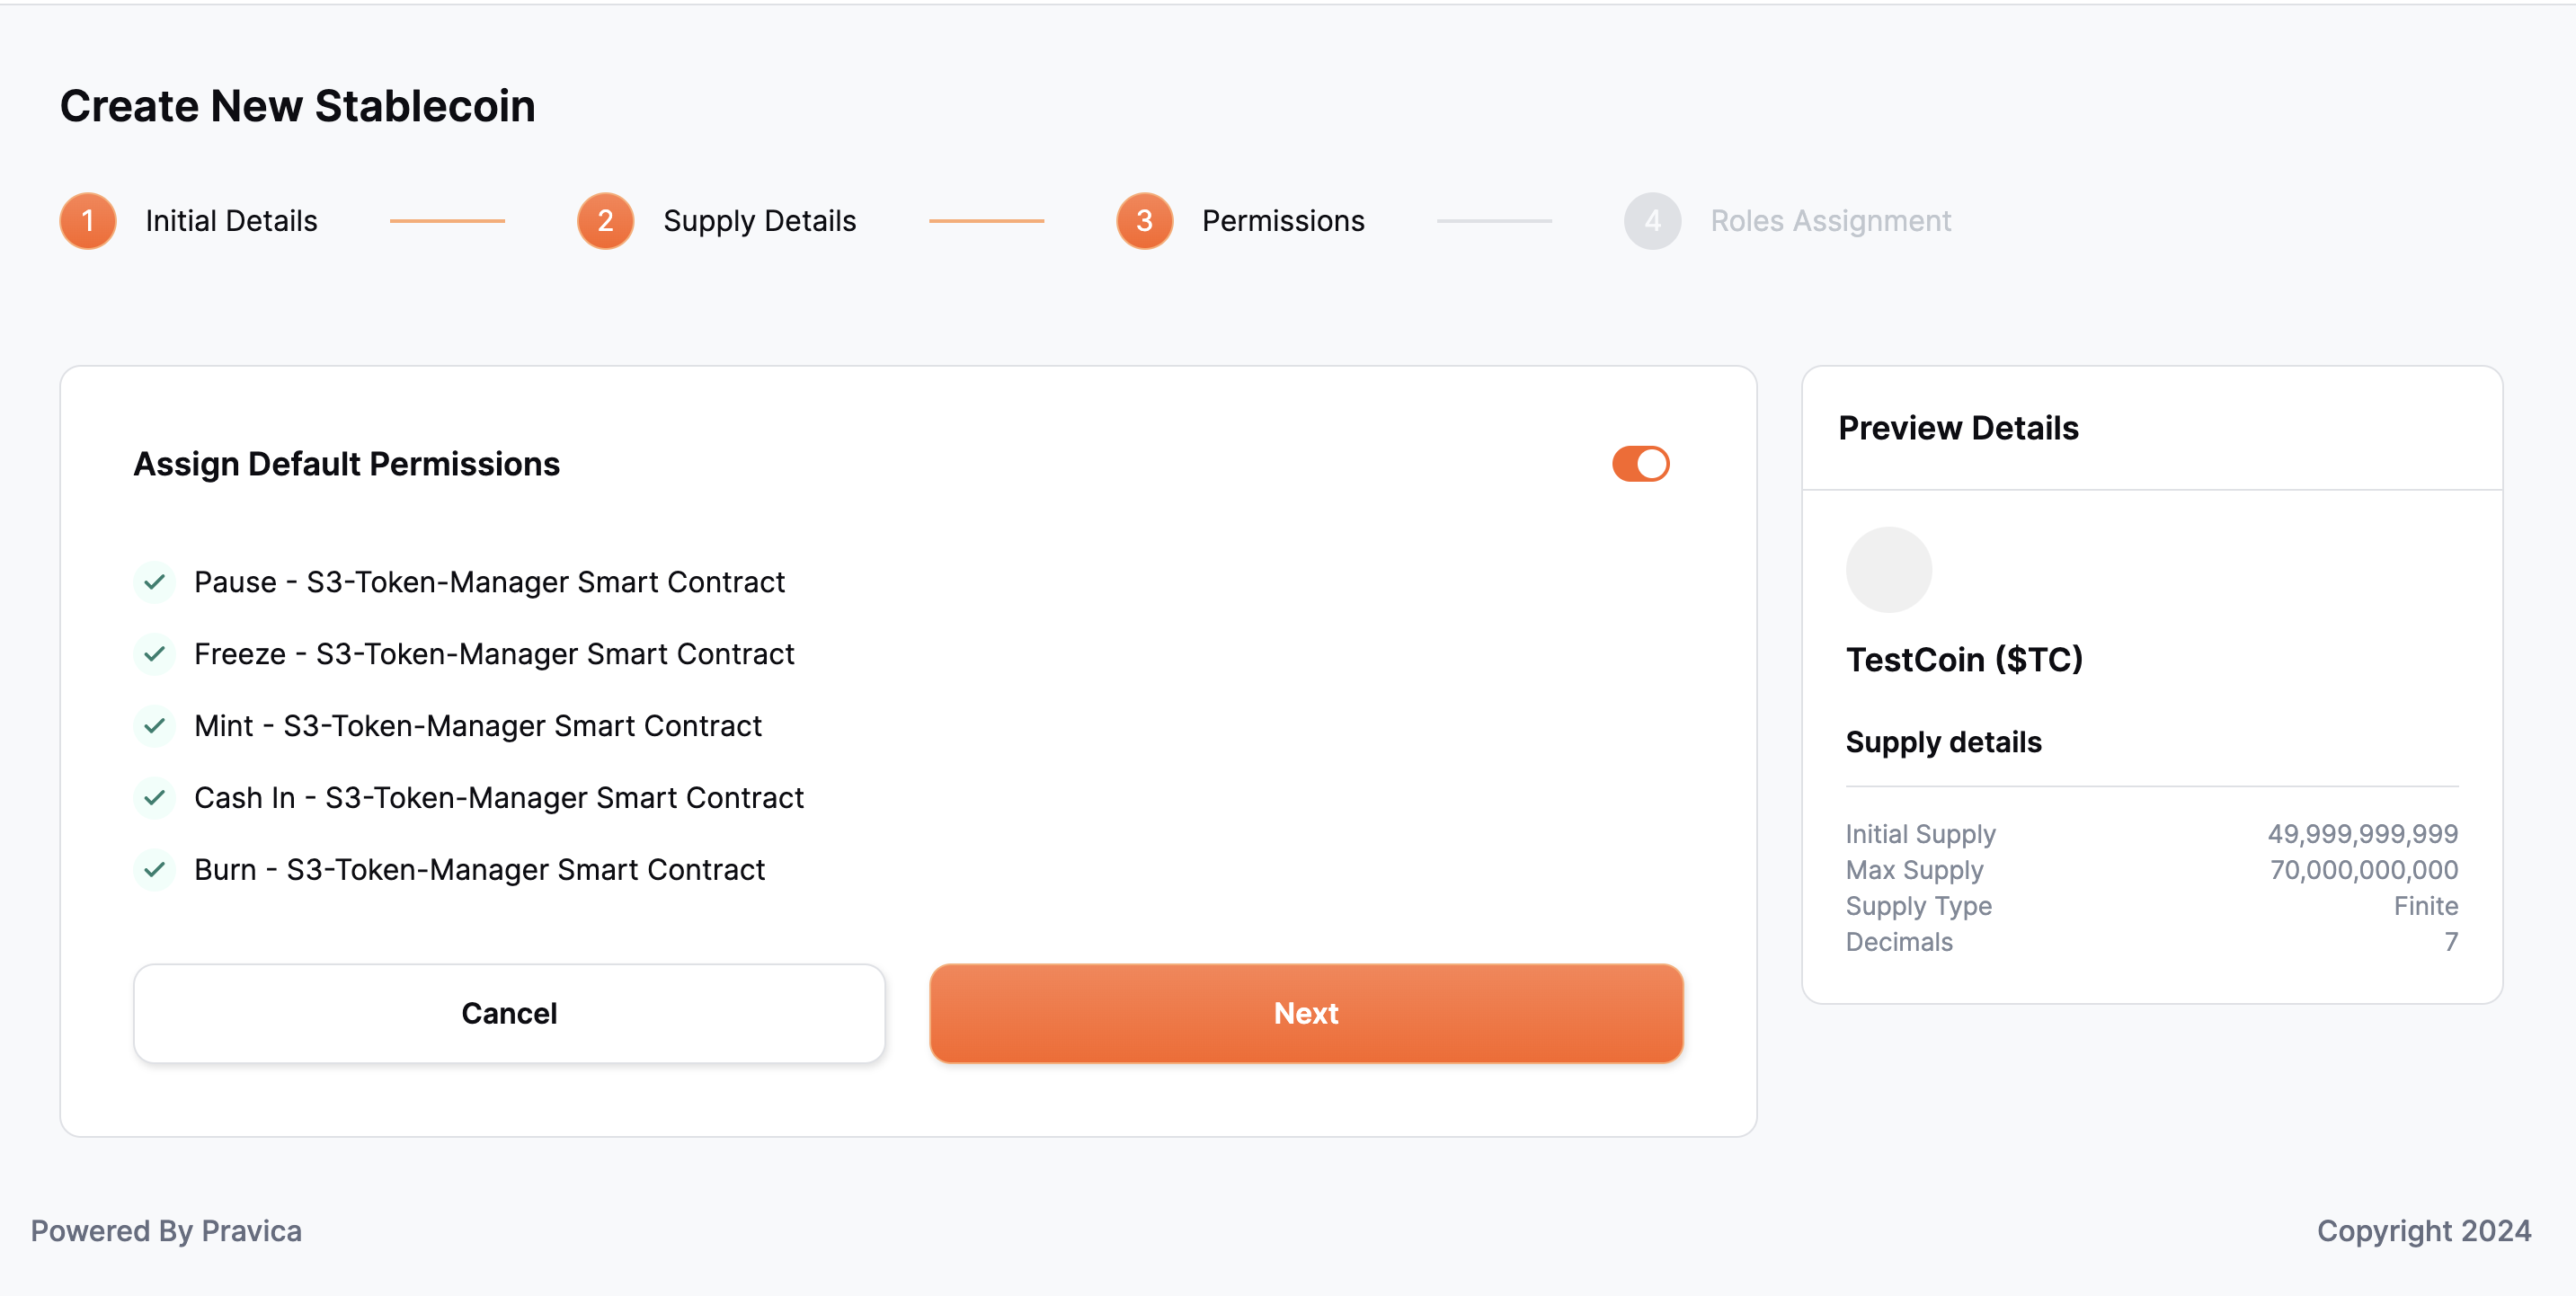 Create New Stablecoin
1 Initial Details 2 Supply Details 3 Permissions 4 Roles Assignment
Assign Default Permissions
Pause - S3-Token-Manager Smart Contract
Freeze - S3-Token-Manager Smart Contract
Mint - S3-Token-Manager Smart Contract
Cash In - S3-Token-Manager Smart Contract
Burn - S3-Token-Manager Smart Contract
Cancel
Next
Preview Details
TestCoin ($TC)
Supply details
Initial Supply 49,999,999,999
Max Supply 70,000,000,000
Supply Type Finite
Decimals 7
Powered By Pravica
Copyright 2024